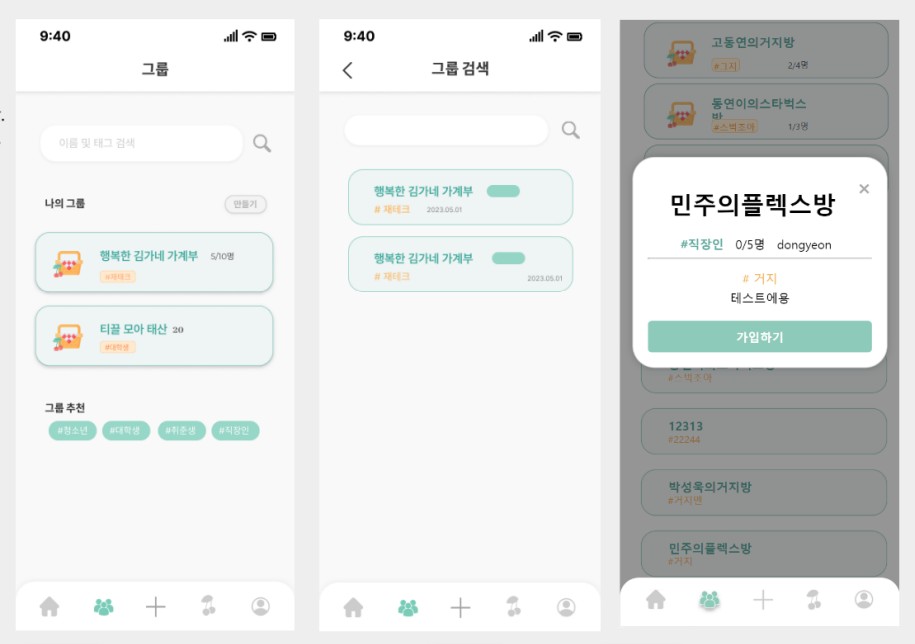 9:40
그룹
이름 및 태그 검색
나의 그룹
만들기
행복한 김가네 가계부 5/10명
#재테크
티끌 모아 태산 20
#대학생
그룹 추천
#청소년 #대학생 #취준생 #직장인
9:40
그룹 검색
행복한 김가네 가계부
# 재테크 2023.05.01
행복한 김가네 가계부
# 재테크 2023.05.01
고동연의거지방
#그지 2/4명
동연이의스타벅스
방
#스벅조아 1/3명
민주의플렉스방
#직장인 0/5명 dongyeon
# 거지
테스트에용
가입하기
#스벅조아
12313
#22244
박성욱의거지방
#거지맨
민주의플렉스방
#거지